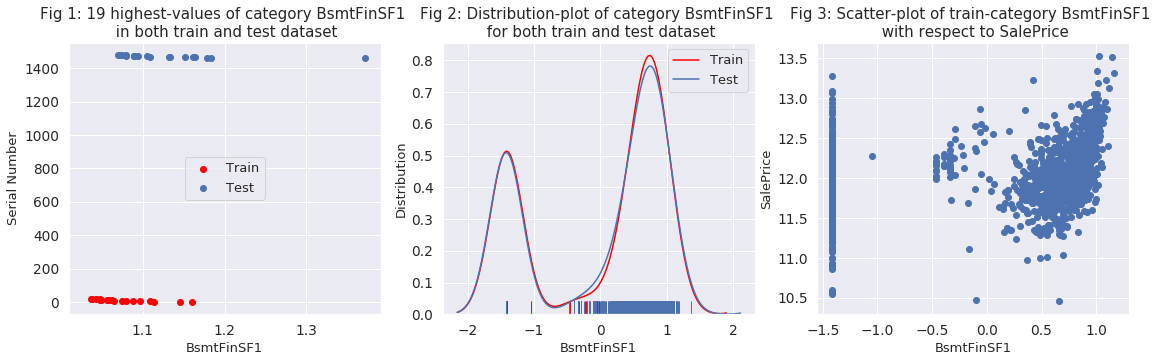 Fig 1: 19 highest-values of category BsmtFinSF1
in both train and test dataset
1400
1200
1000
800
600
400
200
0
Serial Number
Train
Test
1.1
1.2
1.3
BsmtFinSF1
Fig 2: Distribution-plot of category BsmtFinSF1
for both train and test dataset
0.8
0.7
0.6
0.5
0.4
0.3
0.2
0.1
0.0
Distribution
Train
Test
−2
−1
0
1
2
BsmtFinSF1
Fig 3: Scatter-plot of train-category BsmtFinSF1
with respect to SalePrice
13.5
13.0
12.5
12.0
11.5
11.0
10.5
SalePrice
−1.5
−1.0
−0.5
0.0
0.5
1.0
BsmtFinSF1